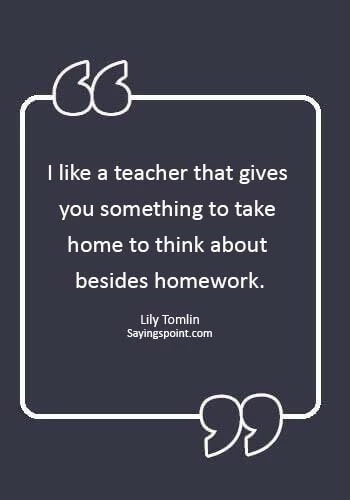 I like a teacher that gives
you something to take
home to think about
besides homework.
Lily Tomlin
Sayingspoint.com